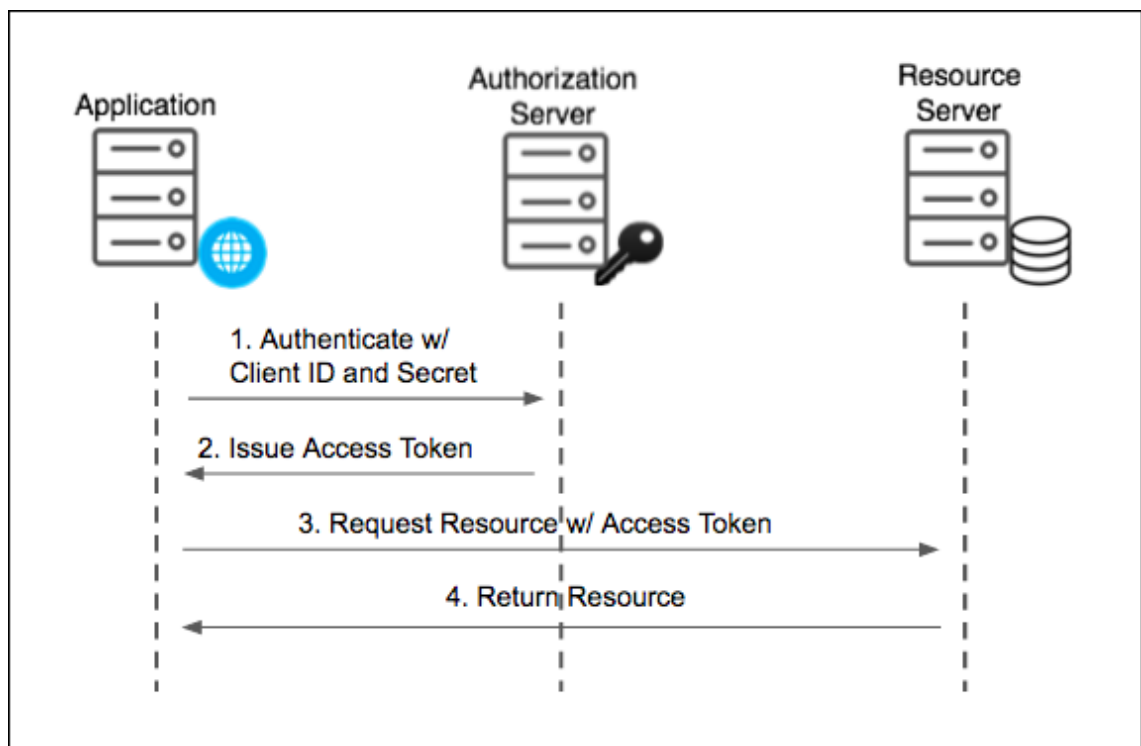 Application
Authorization
Server
Resource
Server
1. Authenticate w/
Client ID and Secret
2. Issue Access Token
3. Request Resource w/ Access Token
4. Return Resource